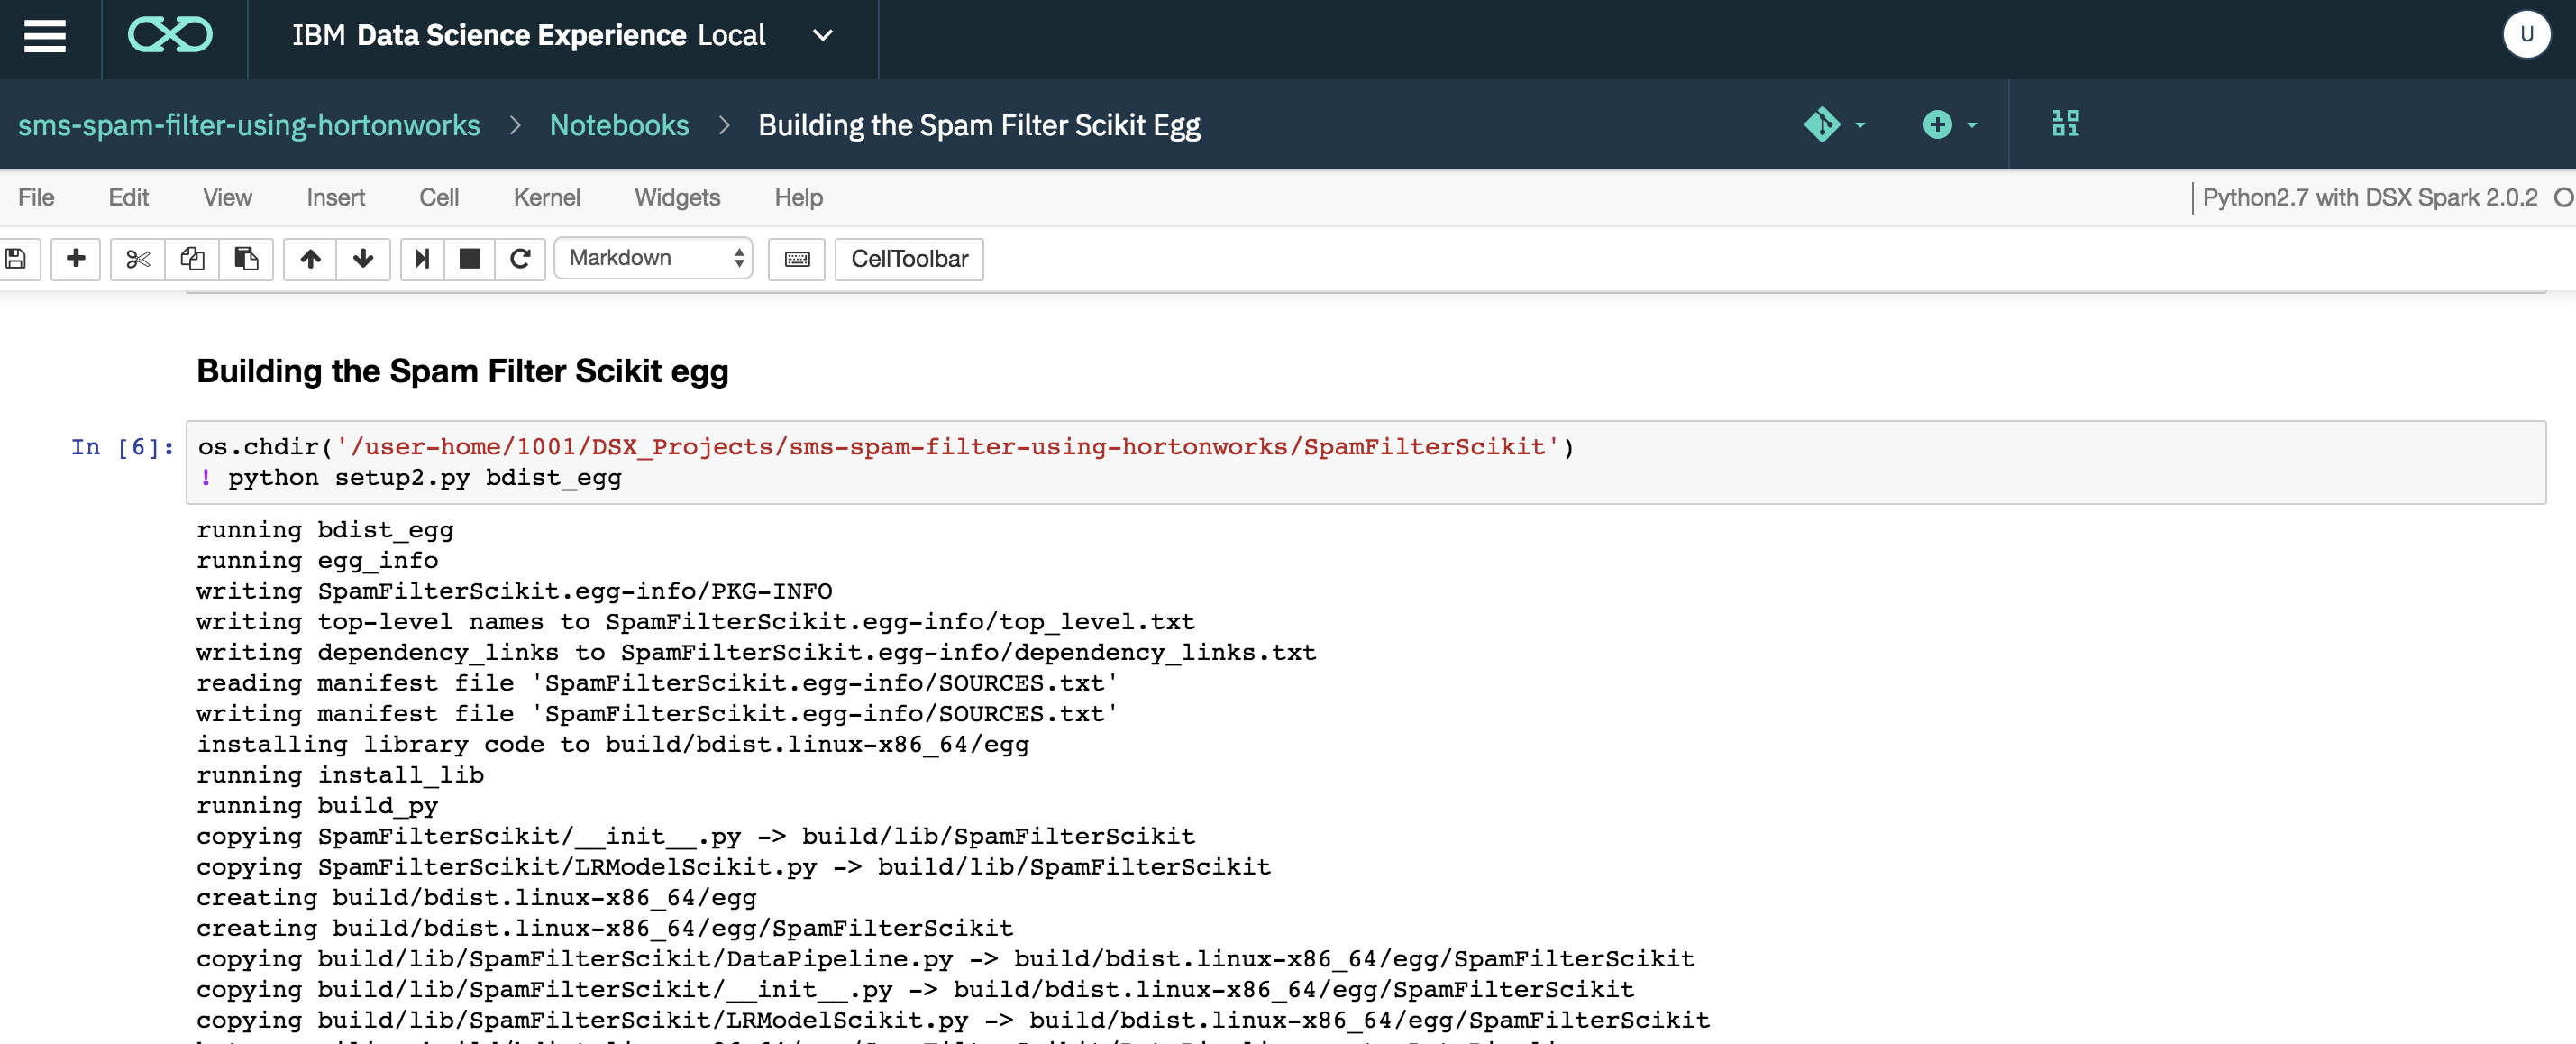 IBM Data Science Experience Local
U
sms-spam-filter-using-hortonworks > Notebooks > Building the Spam Filter Scikit Egg
File Edit View Insert Cell Kernel Widgets Help Python2.7 with DSX Spark 2.0.2
Markdown CellToolbar
Building the Spam Filter Scikit egg
In [6]: os.chdir('/user-home/1001/DSX_Projects/sms-spam-filter-using-hortonworks/SpamFilterScikit')
! python setup2.py bdist_egg
running bdist_egg
running egg_info
writing SpamFilterScikit.egg-info/PKG-INFO
writing top-level names to SpamFilterScikit.egg-info/top_level.txt
writing dependency_links to SpamFilterScikit.egg-info/dependency_links.txt
reading manifest file 'SpamFilterScikit.egg-info/SOURCES.txt'
writing manifest file 'SpamFilterScikit.egg-info/SOURCES.txt'
installing library code to build/bdist.linux-x86_64/egg
running install_lib
running build_py
copying SpamFilterScikit/__init__.py -> build/lib/SpamFilterScikit
copying SpamFilterScikit/LRModelScikit.py -> build/lib/SpamFilterScikit
creating build/bdist.linux-x86_64/egg
creating build/bdist.linux-x86_64/egg/SpamFilterScikit
copying build/lib/SpamFilterScikit/DataPipeline.py -> build/bdist.linux-x86_64/egg/SpamFilterScikit
copying build/lib/SpamFilterScikit/__init__.py -> build/bdist.linux-x86_64/egg/SpamFilterScikit
copying build/lib/SpamFilterScikit/LRModelScikit.py -> build/bdist.linux-x86_64/egg/SpamFilterScikit